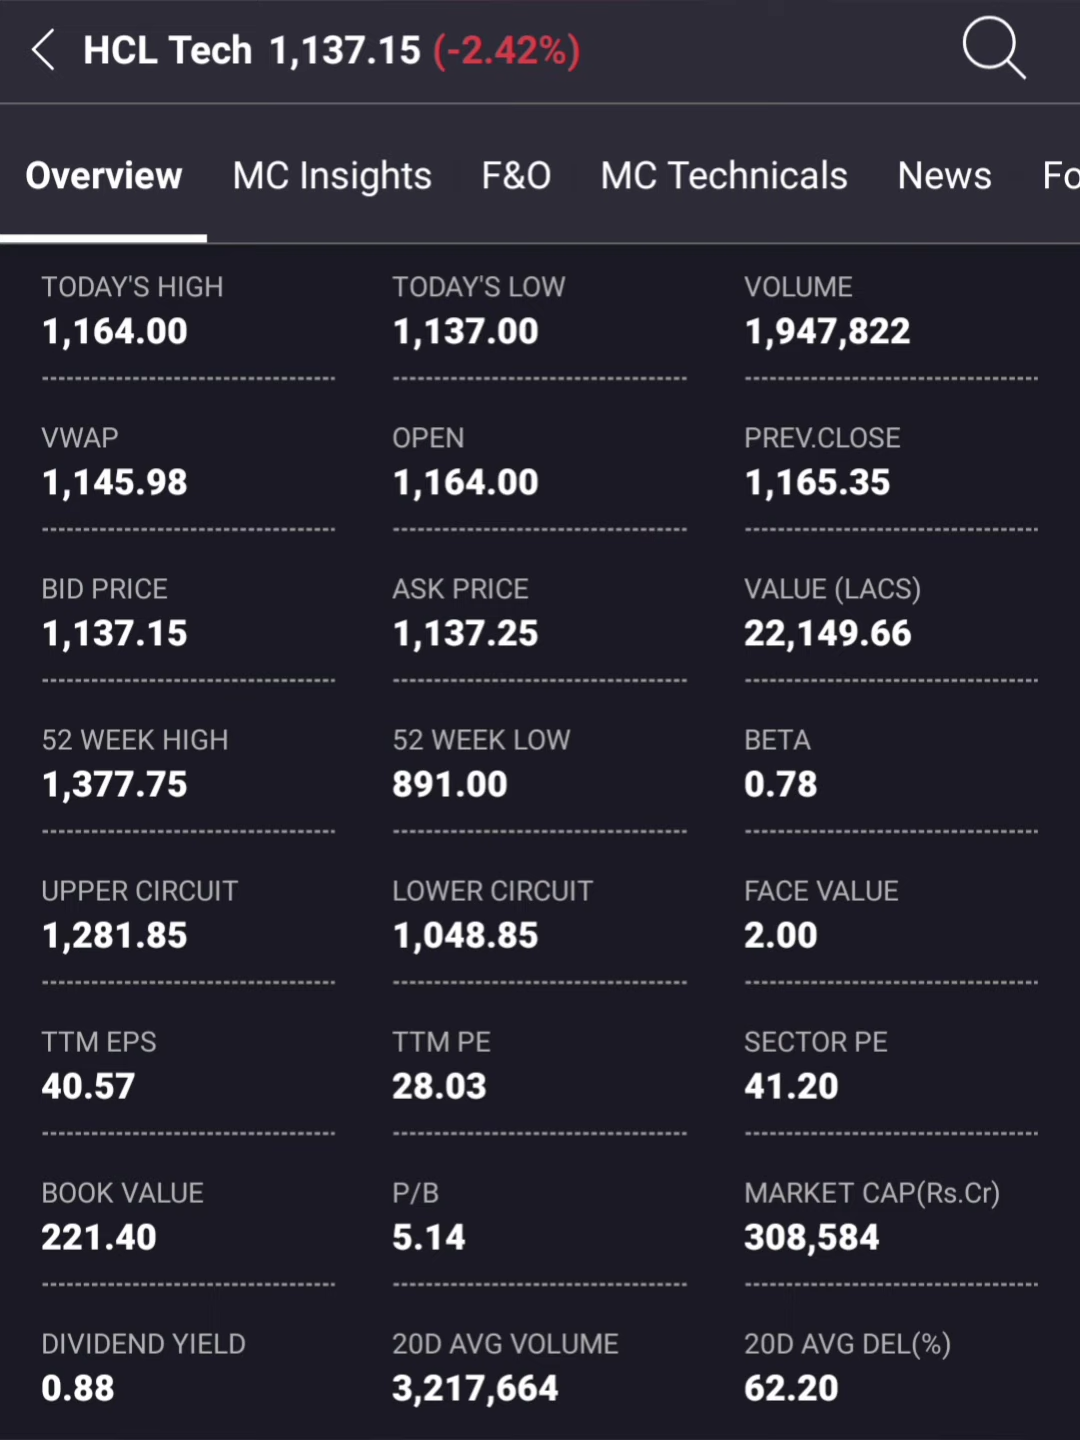 HCL Tech 1,137.15 (-2.42%)
Overview MC Insights F&O MC Technicals News Fo
TODAY'S HIGH TODAY'S LOW VOLUME
1,164.00 1,137.00 1,947,822
VWAP OPEN PREV.CLOSE
1,145.98 1,164.00 1,165.35
BID PRICE ASK PRICE VALUE (LACS)
1,137.15 1,137.25 22,149.66
52 WEEK HIGH 52 WEEK LOW BETA
1,377.75 891.00 0.78
UPPER CIRCUIT LOWER CIRCUIT FACE VALUE
1,281.85 1,048.85 2.00
TTM EPS TTM PE SECTOR PE
40.57 28.03 41.20
BOOK VALUE P/B MARKET CAP(Rs.Cr)
221.40 5.14 308,584
DIVIDEND YIELD 20D AVG VOLUME 20D AVG DEL(%)
0.88 3,217,664 62.20